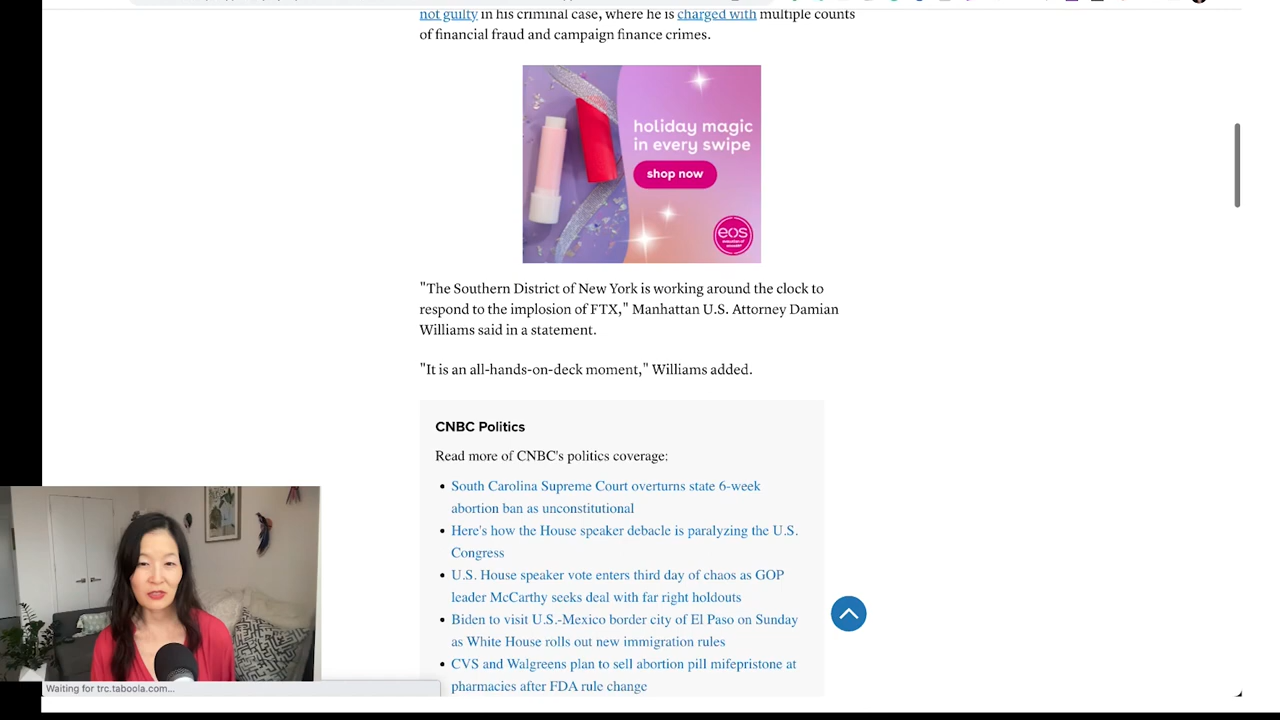 not guilty in his criminal case, where he is charged with multiple counts
of financial fraud and campaign finance crimes.
holiday magic
in every swipe
shop now
eos
"The Southern District of New York is working around the clock to
respond to the implosion of FTX," Manhattan U.S. Attorney Damian
Williams said in a statement.
"It is an all-hands-on-deck moment," Williams added.
CNBC Politics
Read more of CNBC's politics coverage:
South Carolina Supreme Court overturns state 6-week
abortion ban as unconstitutional
Here's how the House speaker debacle is paralyzing the U.S.
Congress
U.S. House speaker vote enters third day of chaos as GOP
leader McCarthy seeks deal with far right holdouts
Biden to visit U.S.-Mexico border city of El Paso on Sunday
as White House rolls out new immigration rules
CVS and Walgreens plan to sell abortion pill mifepristone at
pharmacies after FDA rule change
Waiting for trc.taboola.com...